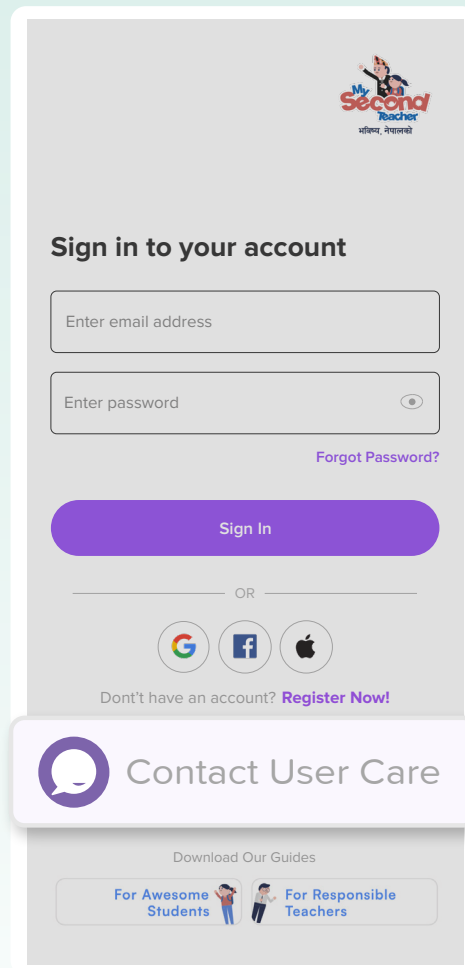 My
Second
Teacher
भविष्य, नेपालको
Sign in to your account
Enter email address
Enter password
Forgot Password?
Sign In
OR
Dont't have an account? Register Now!
Contact User Care
Download Our Guides
For Awesome
Students
For Responsible
Teachers